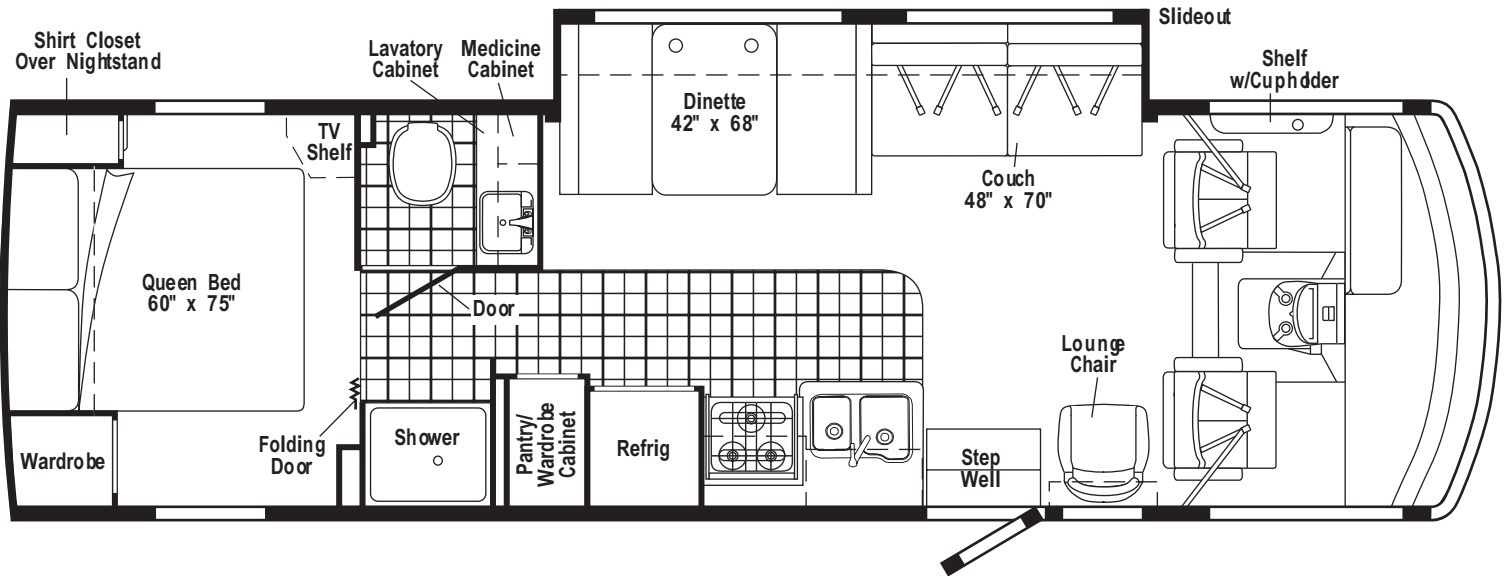 Slideout
Shirt Closet
Over Nightstand
Lavatory
Cabinet
Medicine
Cabinet
Shelf
w/Cupholder
TV
Shelf
Dinette
42" x 68"
Couch
48" x 70"
Queen Bed
60" x 75"
Door
Lounge
Chair
Folding
Door
Wardrobe
Shower
Pantry/
Wardrobe
Cabinet
Refrig
Step
Well